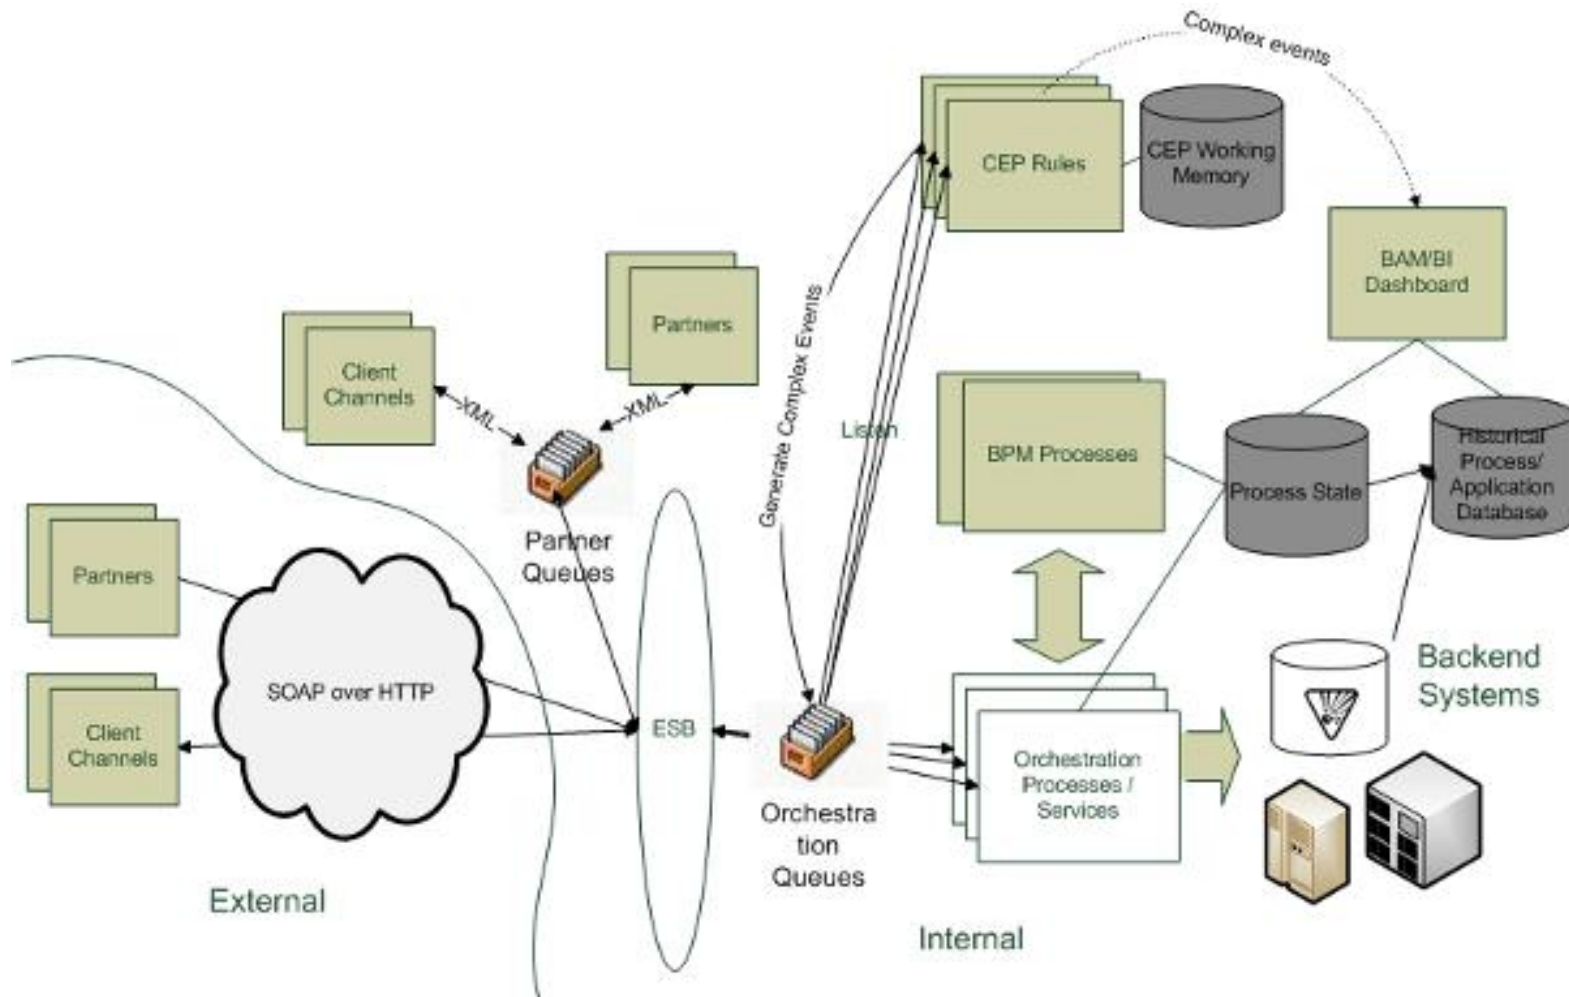 Complex events
CEP Rules
CEP Working
Memory
BAM/BI
Dashboard
Partners
Client
Channels
XML
XML
Generate Complex Events
Listen
BPM Processes
Process State
Historical
Process/
Application
Database
Partner
Queues
Partners
SOAP over HTTP
Client
Channels
ESB
Orchestra
tion
Queues
Orchestration
Processes /
Services
Backend
Systems
External
Internal